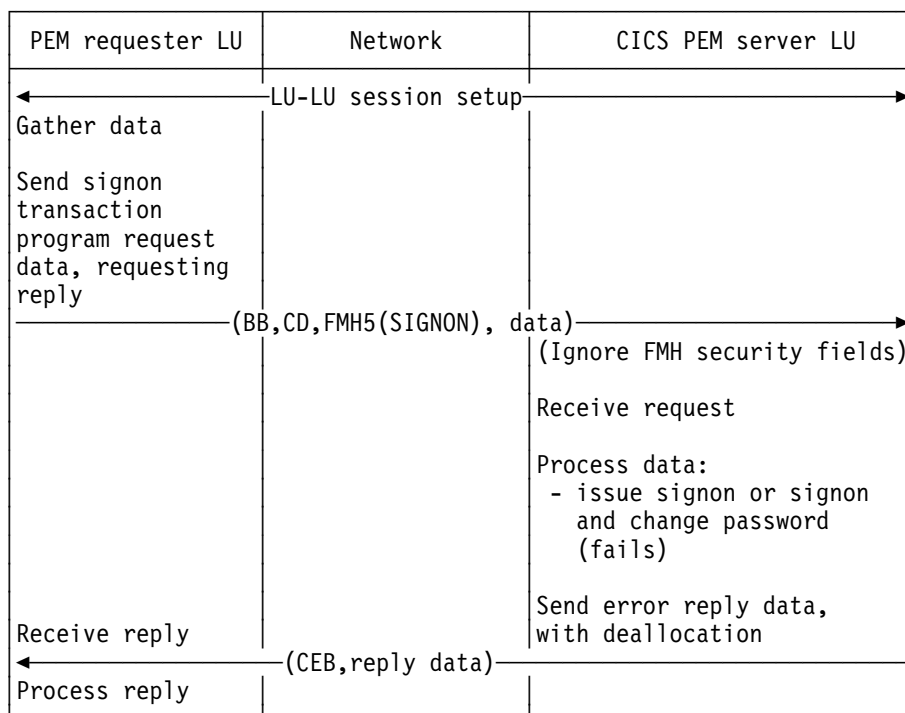 PEM requester LU Network CICS PEM server LU
LU-LU session setup
Gather data
Send signon
transaction
program request
data, requesting
reply
(BB,CD,FMH5(SIGNON), data)
(Ignore FMH security fields)
Receive request
Process data:
- issue signon or signon
and change password
(fails)
Send error reply data,
Receive reply with deallocation
(CEB,reply data)
Process reply